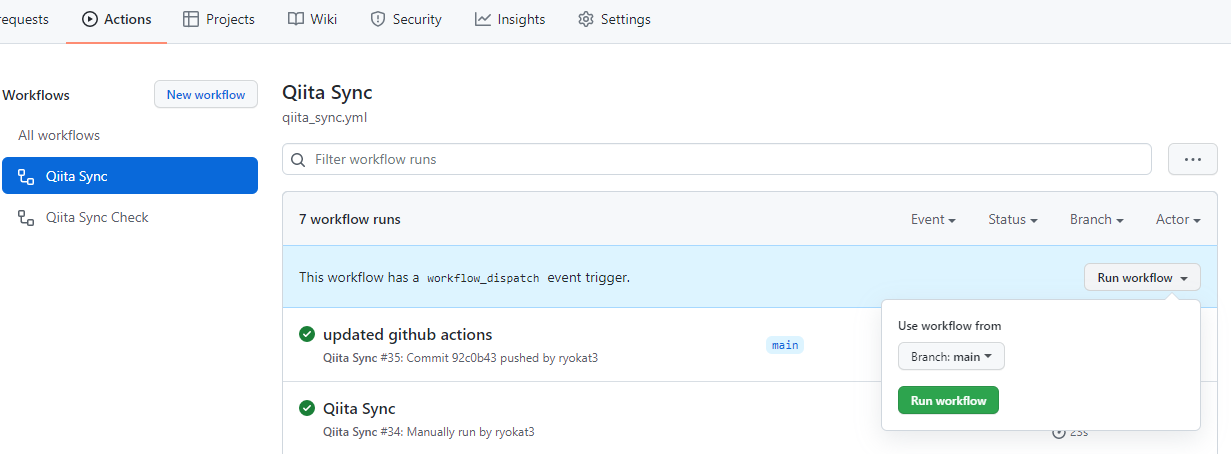 equests Actions Projects Wiki Security Insights Settings
Workflows New workflow
All workflows
Qiita Sync
Qiita Sync Check
Qiita Sync
qiita_sync.yml
Filter workflow runs
7 workflow runs Event Status Branch Actor
This workflow has a workflow_dispatch event trigger. Run workflow
Use workflow from
Branch: main
Run workflow
updated github actions
Qiita Sync #35: Commit 92c0b43 pushed by ryokat3
main
Qiita Sync
Qiita Sync #34: Manually run by ryokat3
23s